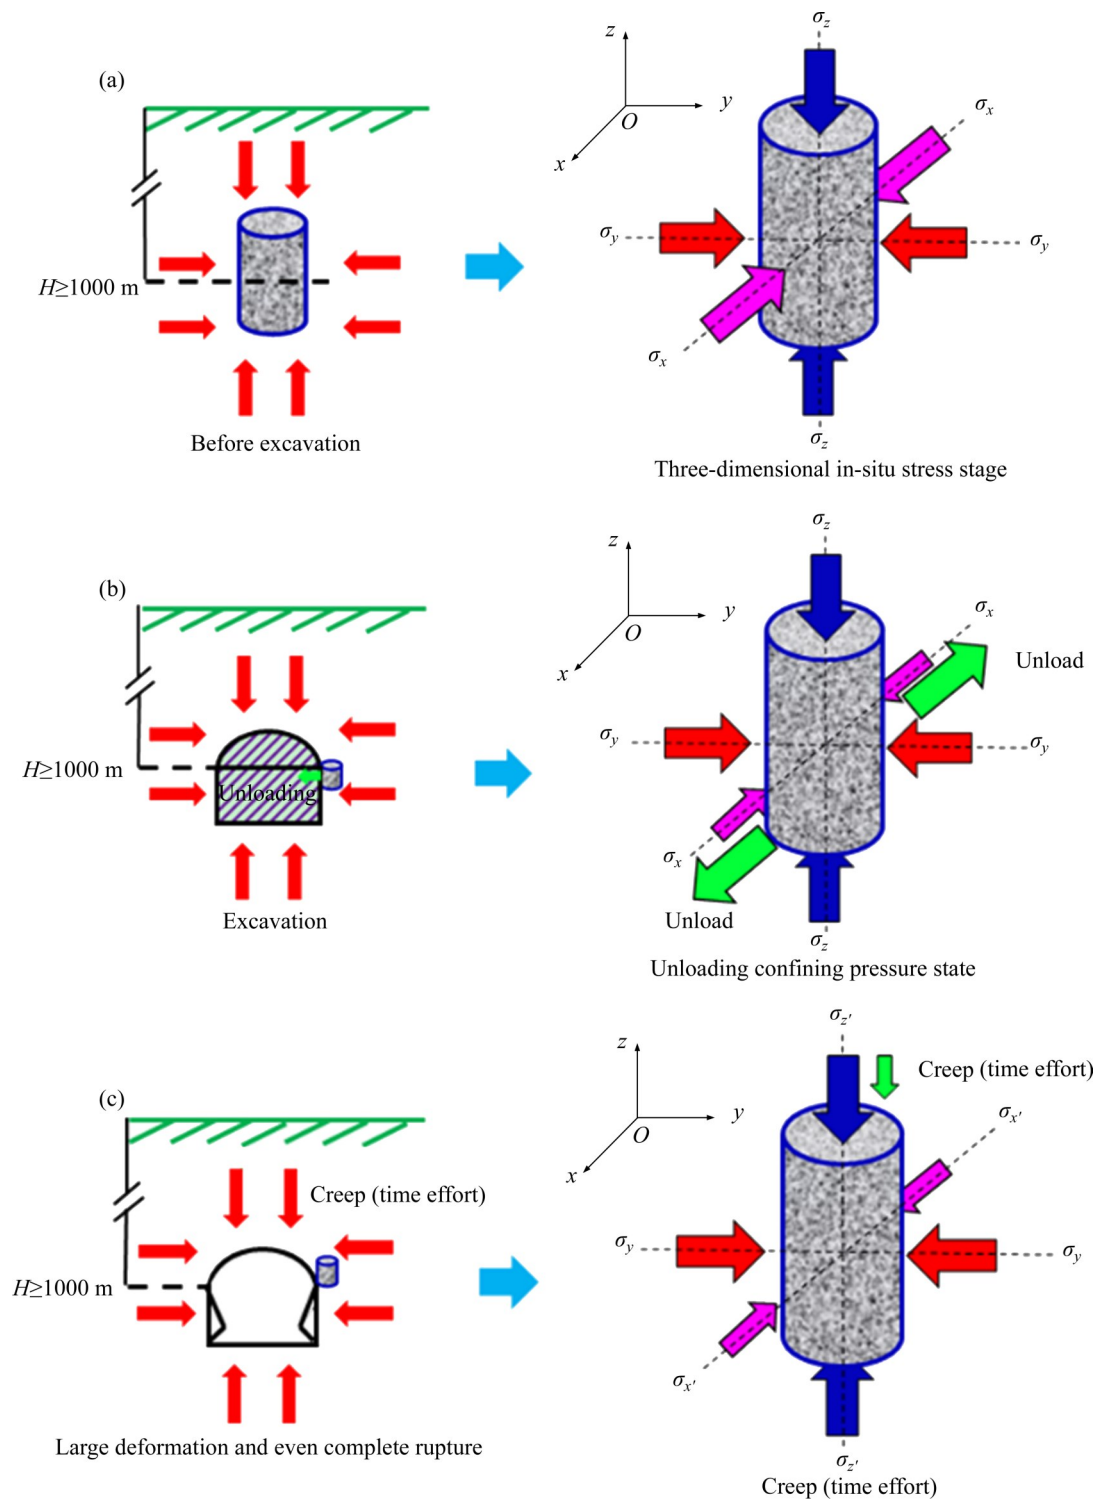 (a)
H≥1000 m
Before excavation
z
y
O
x
σz
σx
σy
σy
σx
σz
Three-dimensional in-situ stress stage
(b)
H≥1000 m
Unloading
Excavation
z
y
O
x
σz
σx
Unload
σy
σy
σx
Unload
σz
Unloading confining pressure state
(c)
Creep (time effort)
H≥1000 m
Large deformation and even complete rupture
z
y
O
x
σz'
Creep (time effort)
σx'
σy
σy
σx'
σz'
Creep (time effort)